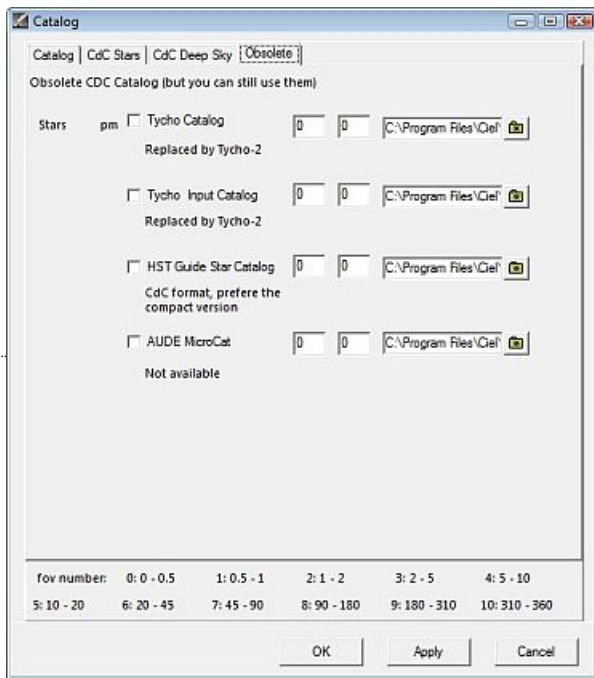 Catalog
Catalog CdC Stars CdC Deep Sky Obsolete
Obsolete CDC Catalog (but you can still use them)
Stars pm Tycho Catalog 0 0 C:\Program Files\Ciel\
Replaced by Tycho-2
Tycho Input Catalog 0 0 C:\Program Files\Ciel\
Replaced by Tycho-2
HST Guide Star Catalog 0 0 C:\Program Files\Ciel\
CdC format, prefere the
compact version
AUDE MicroCat 0 0 C:\Program Files\Ciel\
Not available
fov number: 0: 0 - 0.5 1: 0.5 - 1 2: 1 - 2 3: 2 - 5 4: 5 - 10
5: 10 - 20 6: 20 - 45 7: 45 - 90 8: 90 - 180 9: 180 - 310 10: 310 - 360
OK Apply Cancel